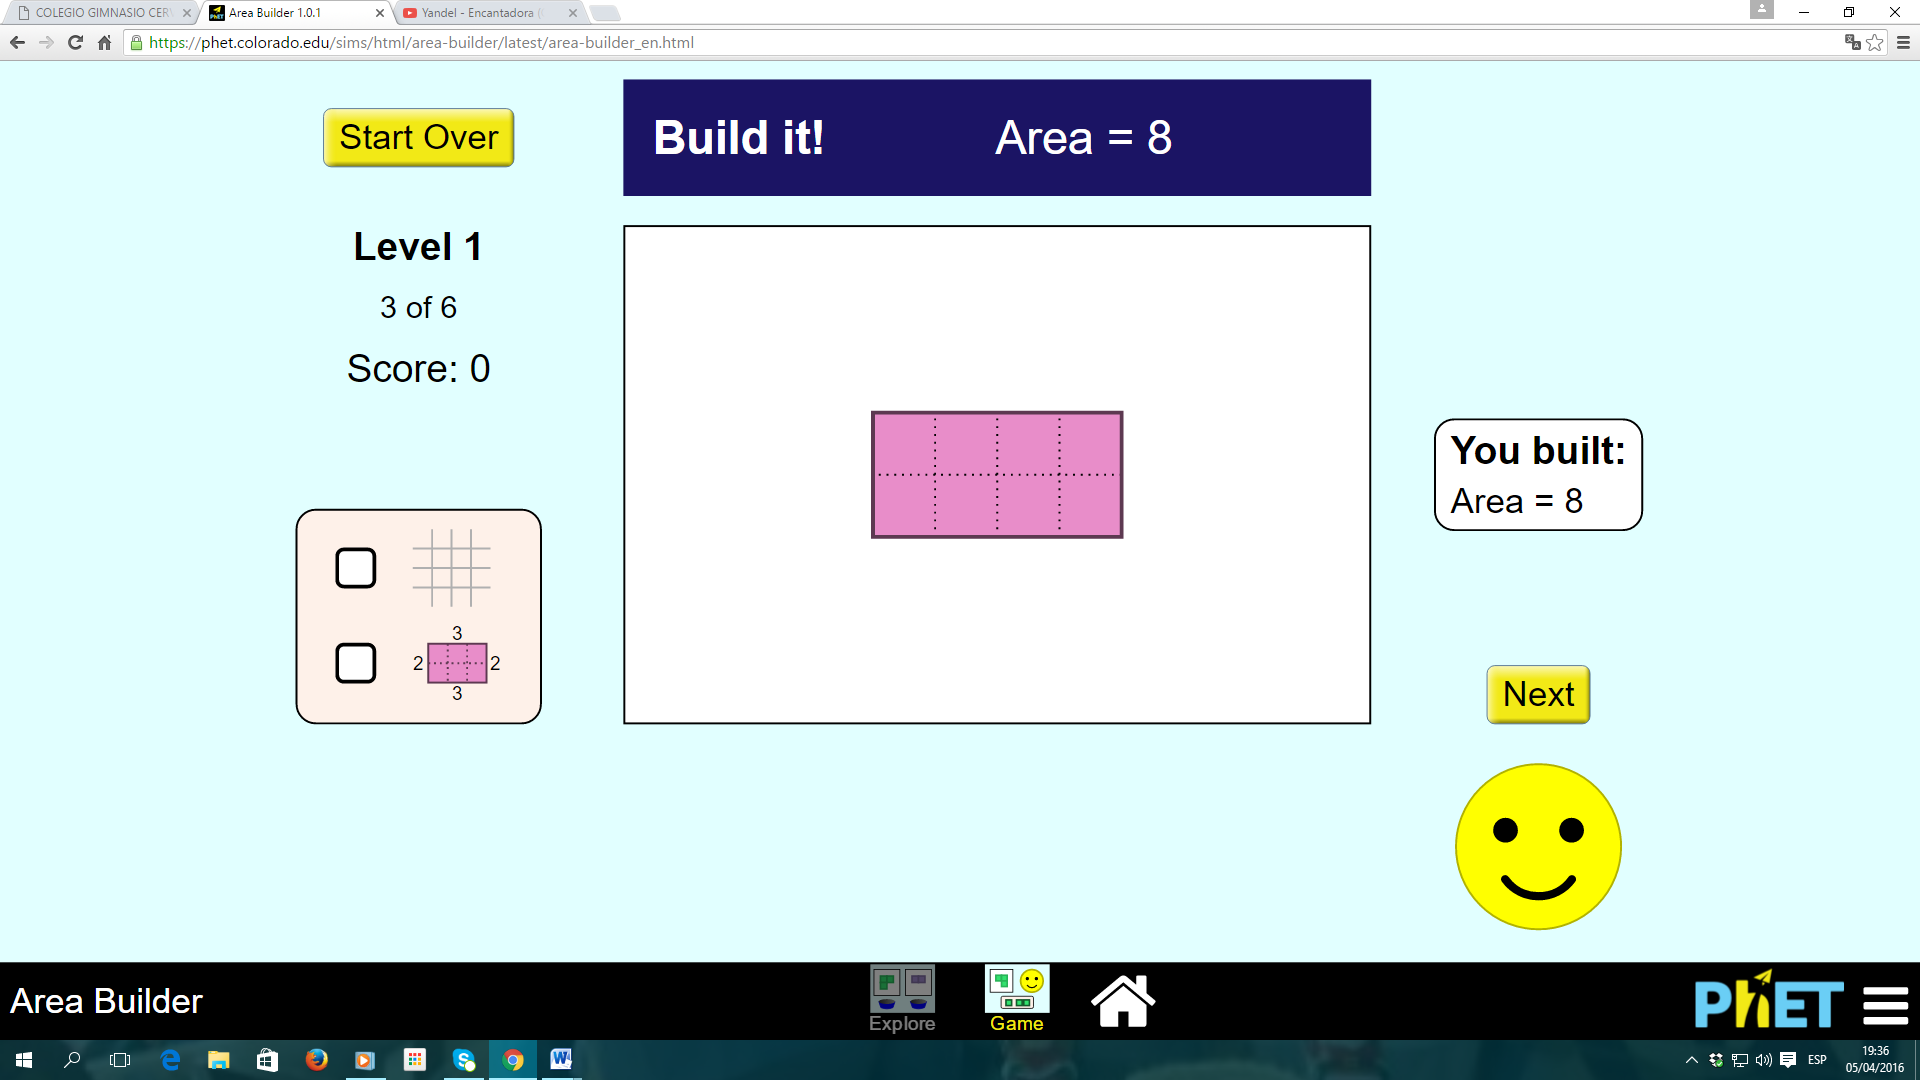 COLEGIO GIMNASIO CER
Area Builder 1.0.1
Yandel - Encantadora (
https://phet.colorado.edu/sims/html/area-builder/latest/area-builder_en.html
Start Over
Build it!
Area = 8
Level 1
3 of 6
Score: 0
You built:
Area = 8
3
2
2
3
Next
Area Builder
Explore
Game
PhET
ESP
19:36
05/04/2016